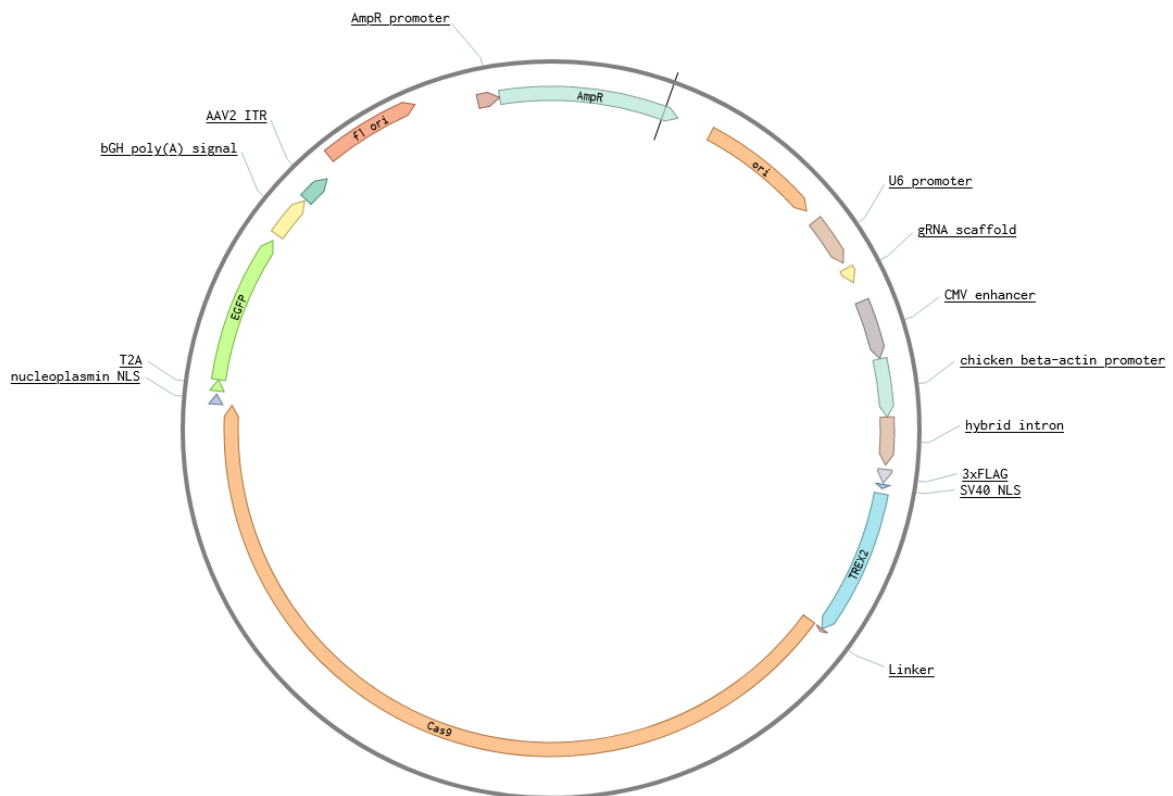 AmpR promoter
AmpR
AAV2 ITR
f1 ori
bGH poly(A) signal
ori
U6 promoter
gRNA scaffold
CMV enhancer
EGFP
T2A
chicken beta-actin promoter
nucleoplasmin NLS
hybrid intron
3xFLAG
SV40 NLS
TREX2
Linker
Cas9